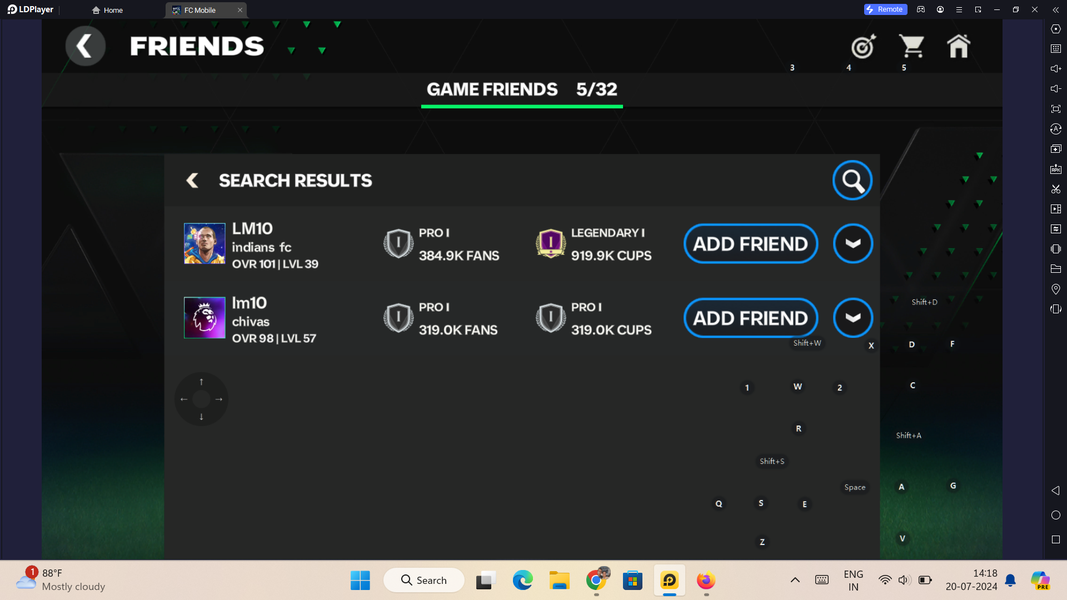 LDPlayer
Home
FC Mobile
Remote
FRIENDS
3
4
5
GAME FRIENDS 5/32
SEARCH RESULTS
LM10
indians fc
OVR 101 | LVL 39
I
PRO I
384.9K FANS
I
LEGENDARY I
919.9K CUPS
ADD FRIEND
lm10
chivas
OVR 98 | LVL 57
I
PRO I
319.0K FANS
I
PRO I
319.0K CUPS
ADD FRIEND
Shift+D
Shift+W
X
D
F
1
W
2
C
R
Shift+A
Shift+S
Space
A
G
Q
S
E
V
Z
1
88°F
Mostly cloudy
Search
ENG
IN
14:18
20-07-2024
PRE